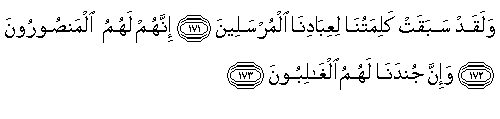 وَلَقَدْ سَبَقَتْ كَلِمَتُنَا لِعِبَادِنَا ٱلْمُرْسَلِينَ ١٧١ إِنَّهُمْ لَهُمُ ٱلْمَنصُورُونَ
١٧٢ وَإِنَّ جُندَنَا لَهُمُ ٱلْغَـٰلِبُونَ ١٧٣